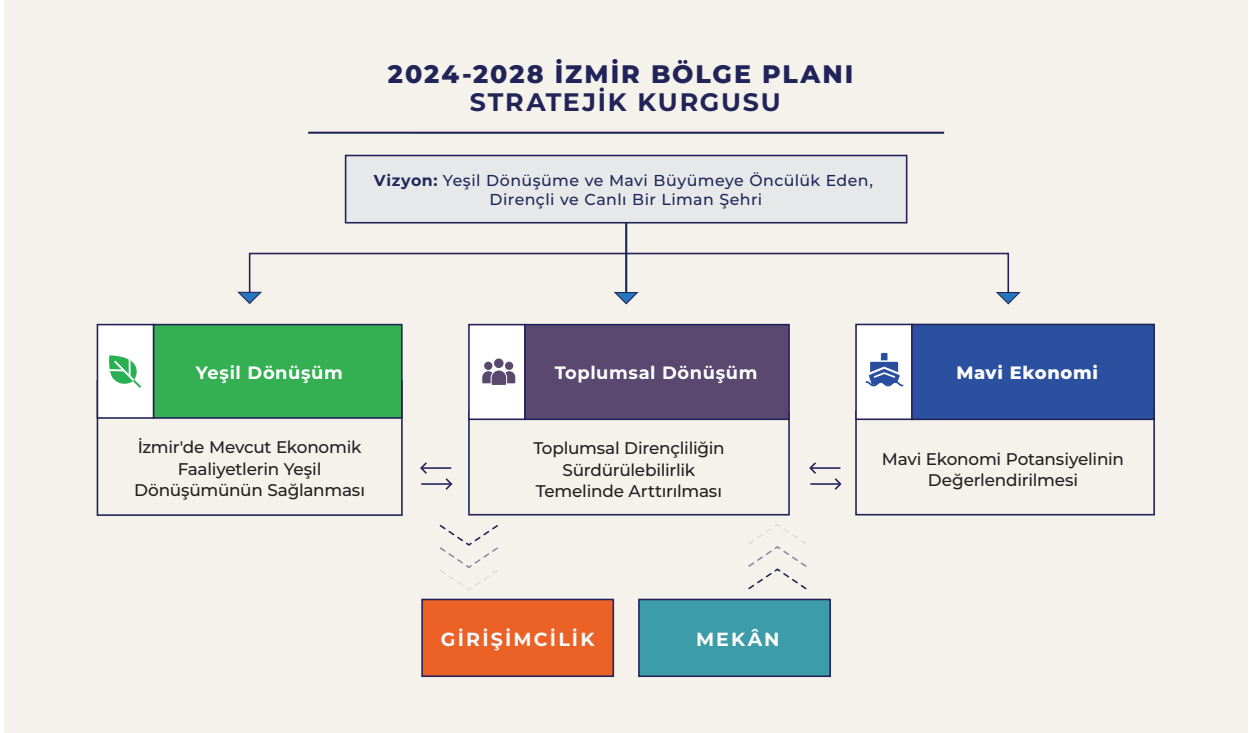 2024-2028 İZMİR BÖLGE PLANI
STRATEJİK KURGUSU
Vizyon: Yeşil Dönüşüme ve Mavi Büyümeye Öncülük Eden,
Dirençli ve Canlı Bir Liman Şehri
Yeşil Dönüşüm
İzmir'de Mevcut Ekonomik
Faaliyetlerin Yeşil
Dönüşümünün Sağlanması
Toplumsal Dönüşüm
Toplumsal Dirençliliğin
Sürdürülebilirlik
Temelinde Arttırılması
Mavi Ekonomi
Mavi Ekonomi Potansiyelinin
Değerlendirilmesi
GİRİŞİMCİLİK
MEKÂN